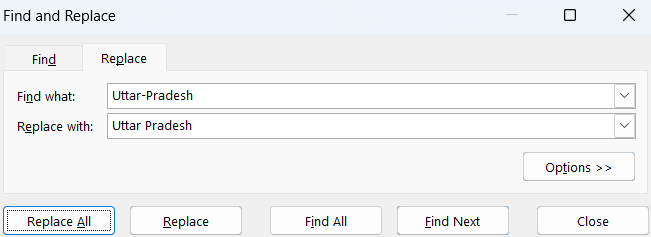 Find and Replace
Find Replace
Find what: Uttar-Pradesh
Replace with: Uttar Pradesh
Options >>
Replace All Replace Find All Find Next Close